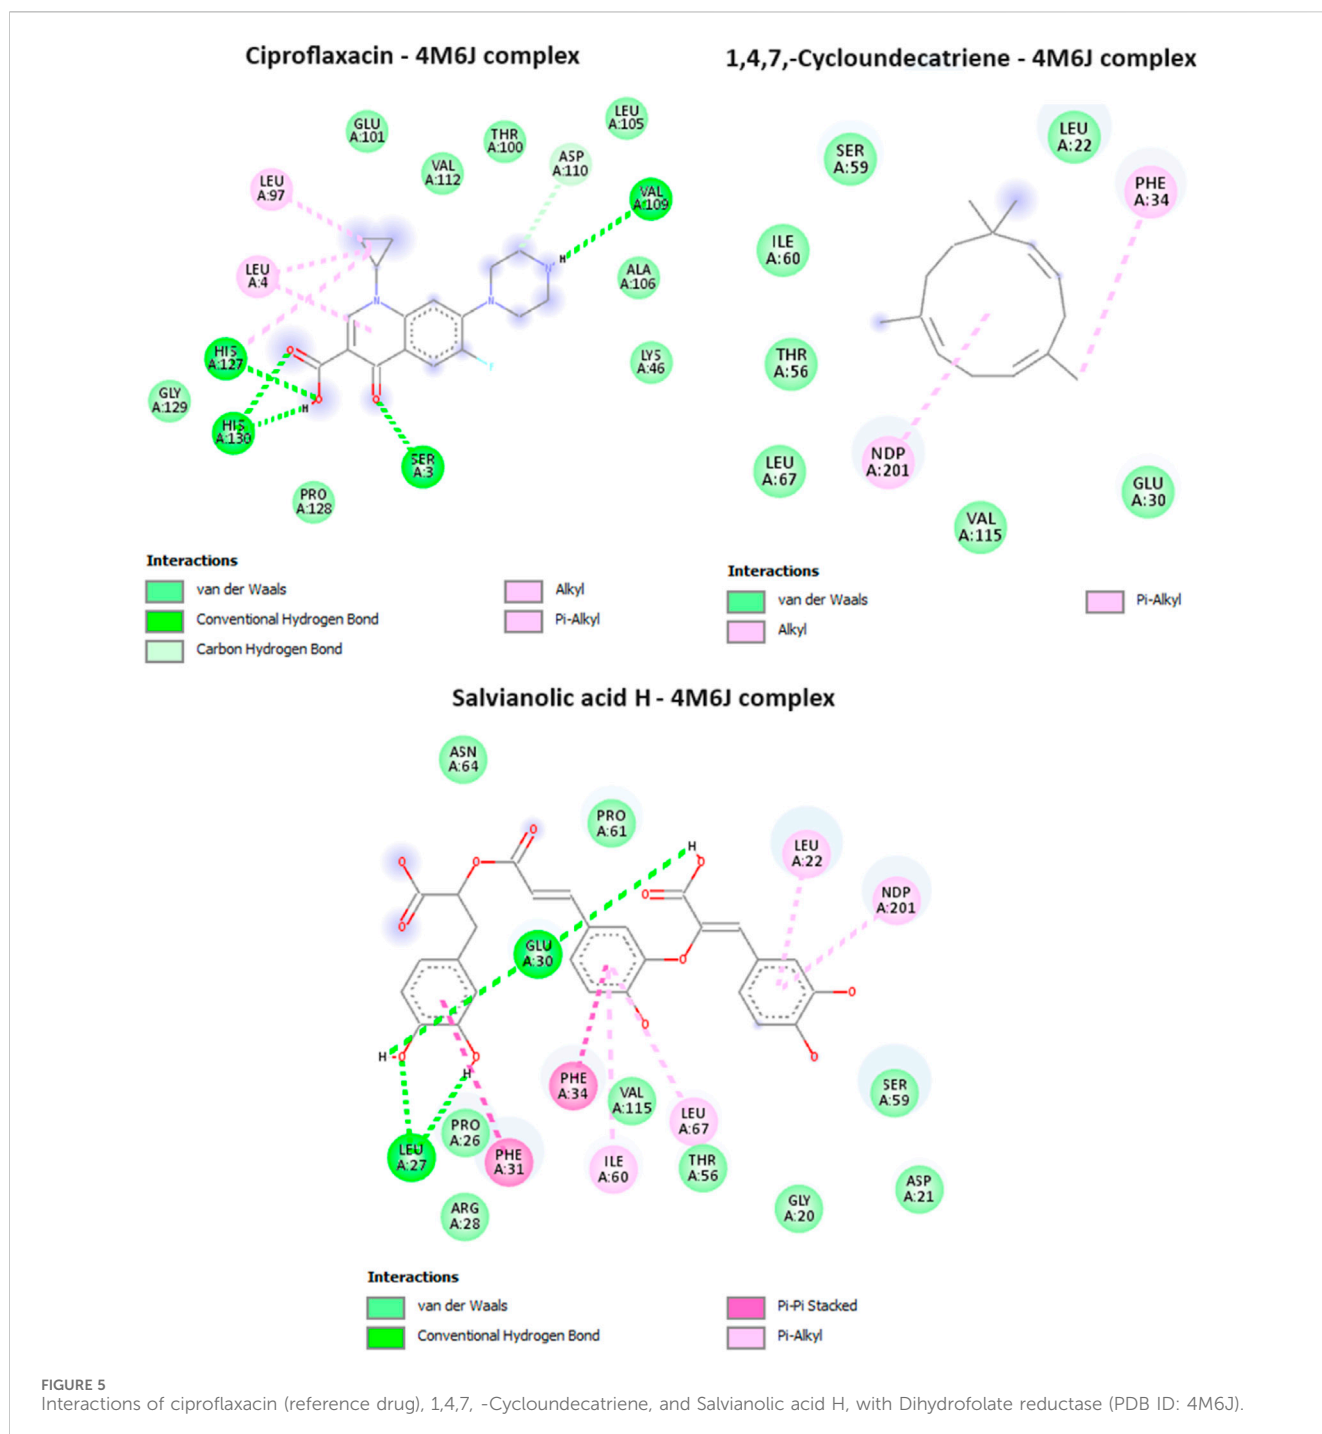 Ciproflaxacin - 4M6J complex
GLU
A:101
VAL
A:112
THR
A:100
LEU
A:105
ASP
A:110
VAL
A:109
LEU
A:97
LEU
A:4
ALA
A:106
LYS
A:46
HIS
A:127
GLY
A:129
HIS
A:130
SER
A:3
PRO
A:128
N
N
N
H
O
O
H
O
F
Interactions
van der Waals
Conventional Hydrogen Bond
Carbon Hydrogen Bond
Alkyl
Pi-Alkyl
1,4,7,-Cycloundecatriene - 4M6J complex
SER
A:59
LEU
A:22
PHE
A:34
ILE
A:60
THR
A:56
LEU
A:67
NDP
A:201
VAL
A:115
GLU
A:30
Interactions
van der Waals
Alkyl
Pi-Alkyl
Salvianolic acid H - 4M6J complex
ASN
A:64
PRO
A:61
LEU
A:22
NDP
A:201
GLU
A:30
PHE
A:34
VAL
A:115
LEU
A:67
SER
A:59
PRO
A:26
LEU
A:27
PHE
A:31
ILE
A:60
THR
A:56
ASP
A:21
GLY
A:20
ARG
A:28
O
O
O
O
H
O
O
O
O
O
O
H
O
O
H
Interactions
van der Waals
Conventional Hydrogen Bond
Pi-Pi Stacked
Pi-Alkyl
FIGURE 5
Interactions of ciproflaxacin (reference drug), 1,4,7, -Cycloundecatriene, and Salvianolic acid H, with Dihydrofolate reductase (PDB ID: 4M6J).